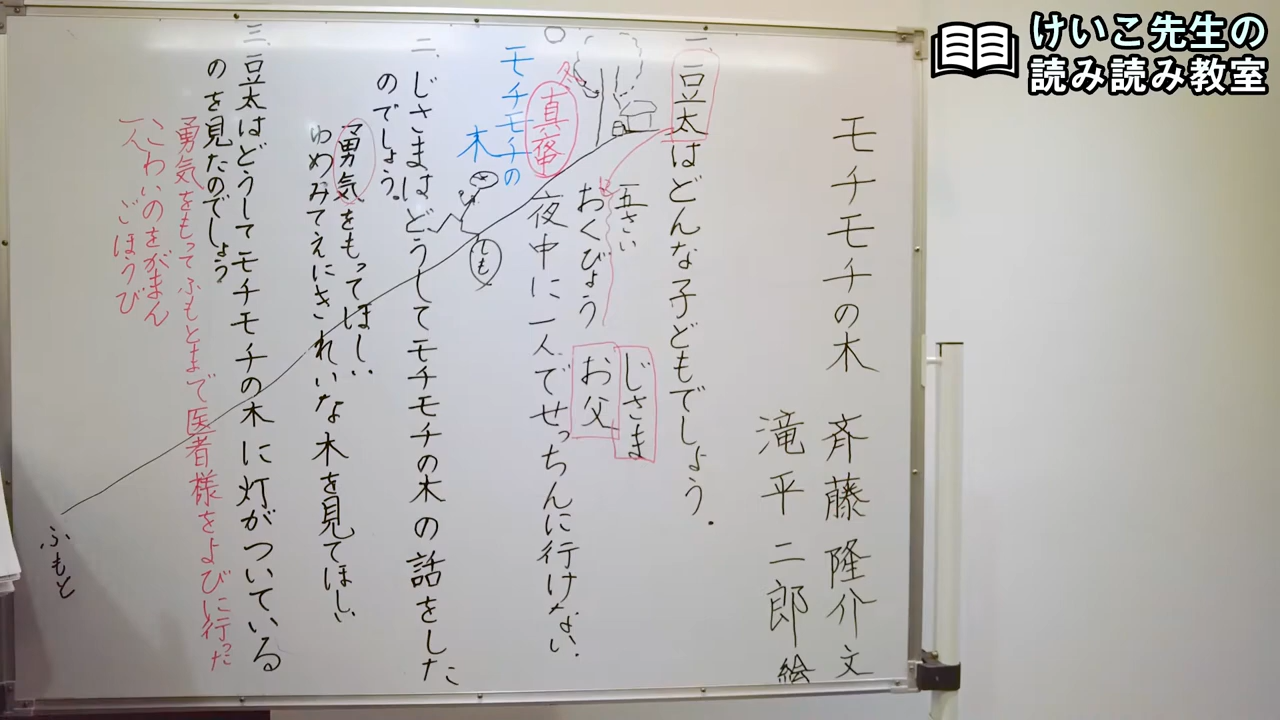 けいこ先生の
読み読み教室
モチモチの木 斉藤隆介 文
滝平二郎 絵
一、豆太はどんな子どもでしょう。
じさま
五さい
おくびょう お父
夜中に一人でせっちんに行けない。
冬
真夜中
モチモチの
木
二、じさまはどうしてモチモチの木の話をした
のでしょう。
勇気をもってほしい
ゆめみてえにきれいな木を見てほしい
三、豆太はどうしてモチモチの木に灯がついている
のを見たのでしょう
勇気をもってふもとまで医者様をよびに行った
こわいのをがまん
一人 ごほうび
ふもと